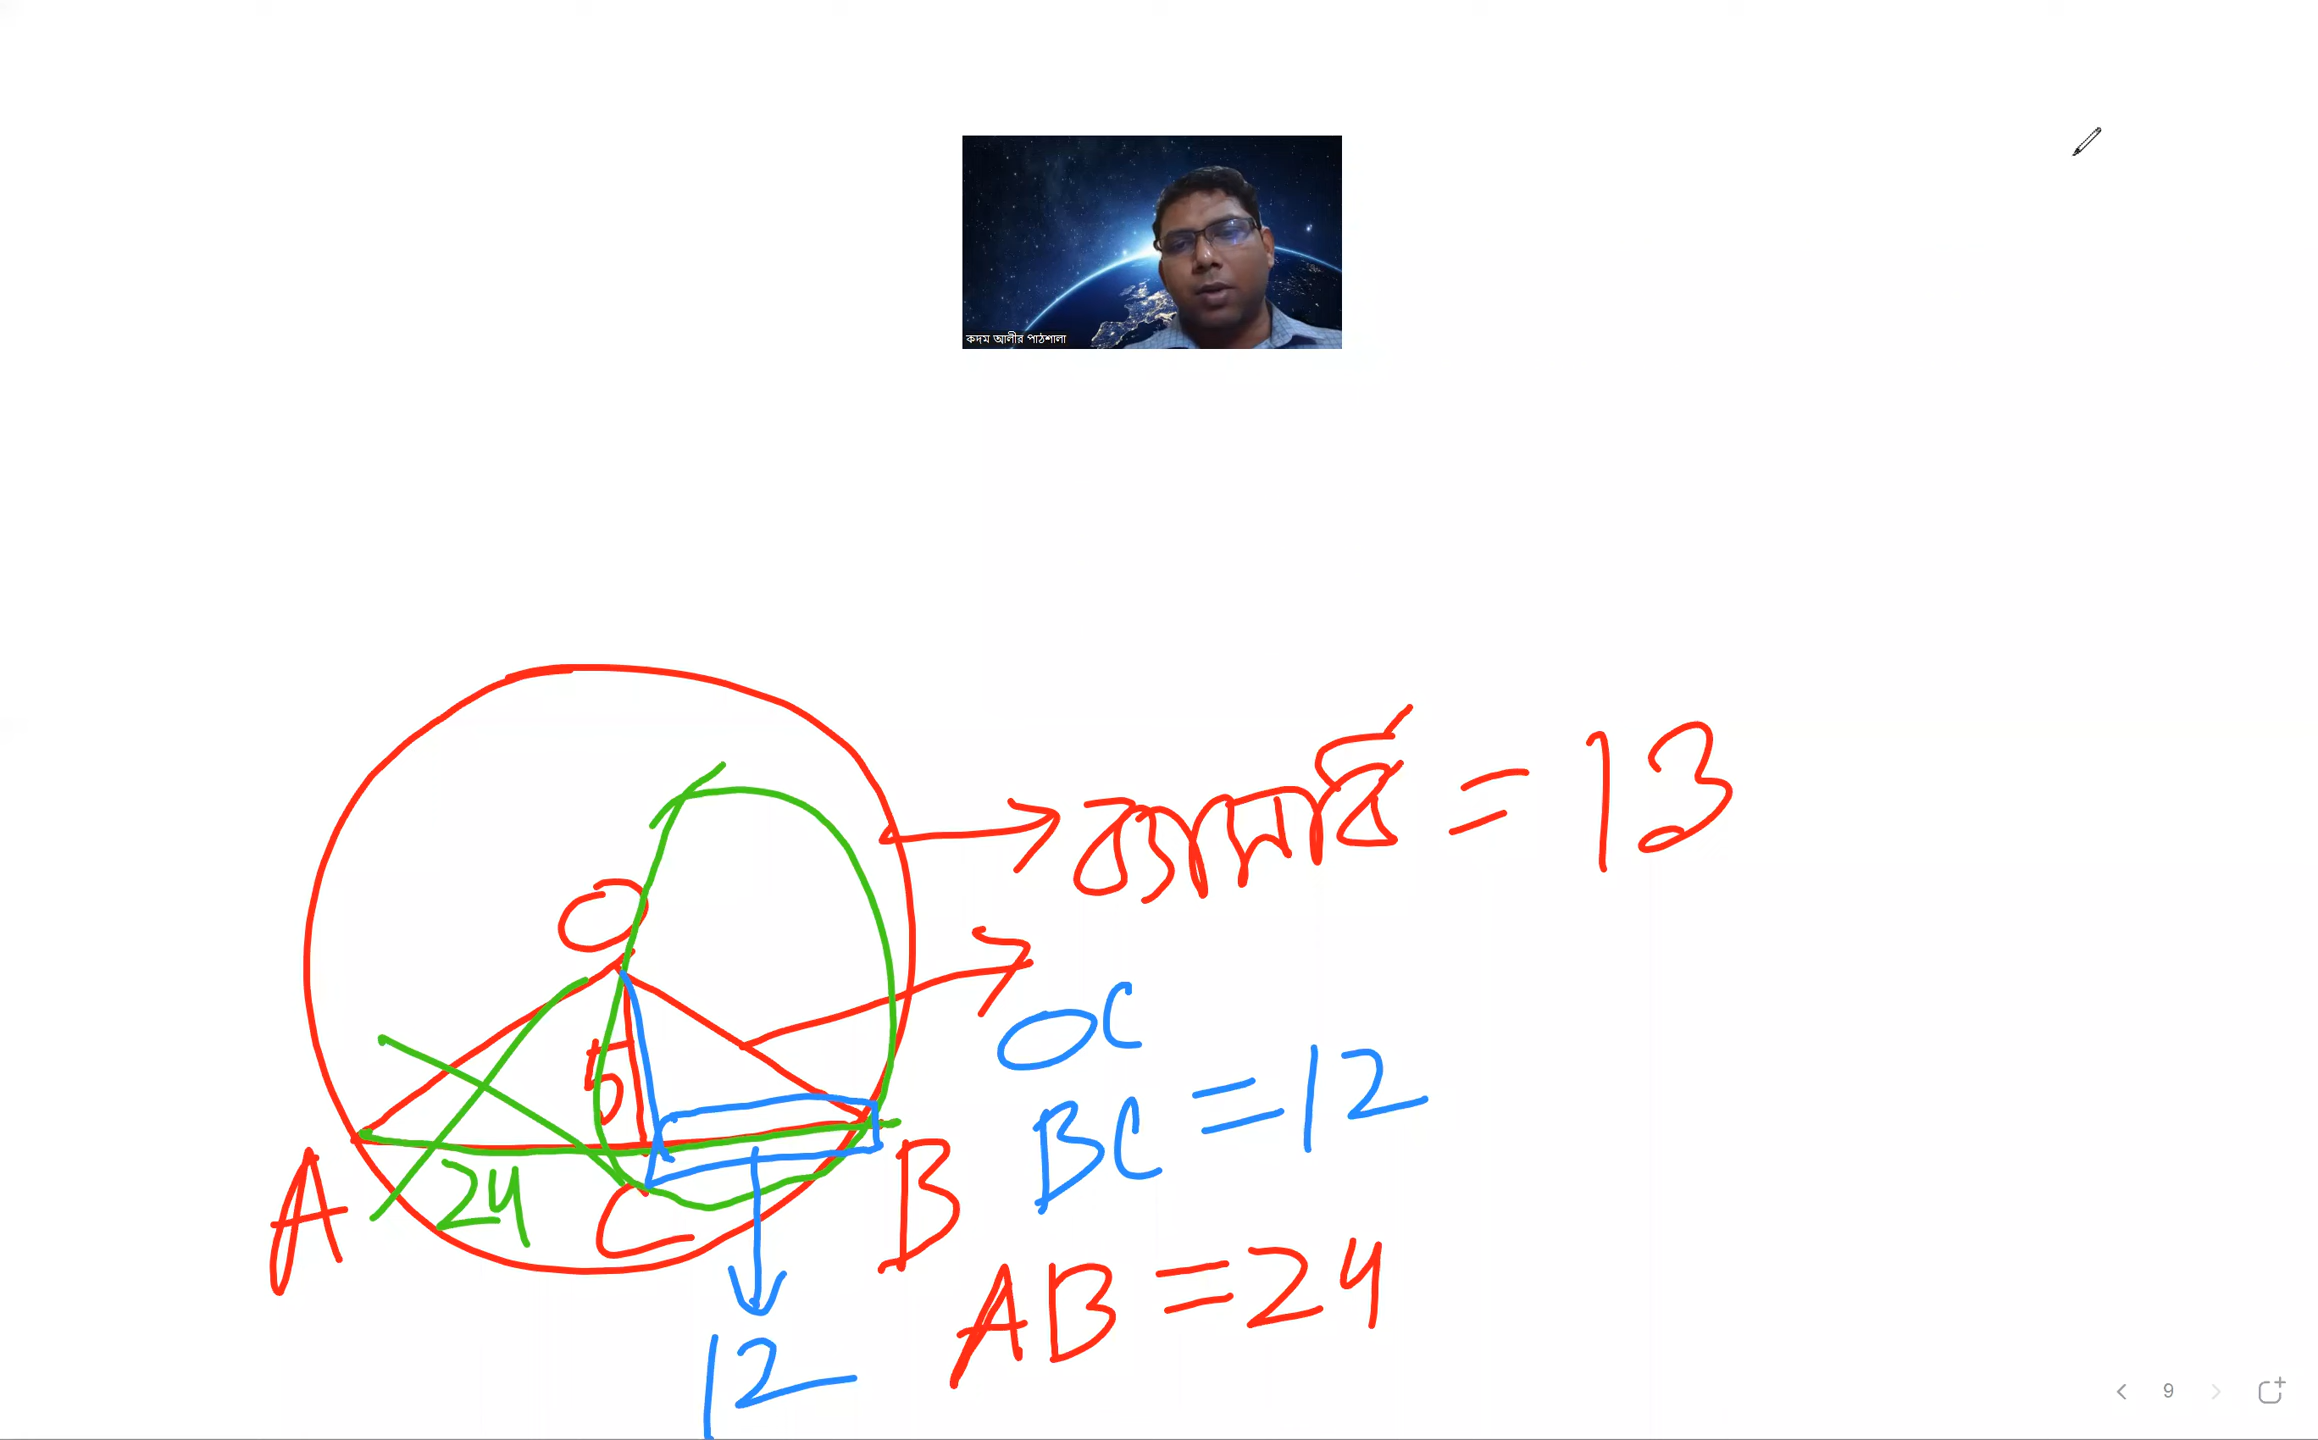 কদম আলীর পাঠশালা
ব্যাসার্ধ = 13
O
OC
5
BC = 12
A
24
C
B
AB = 24
12
9